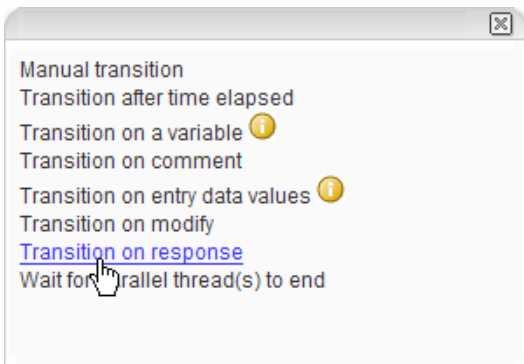 Manual transition
Transition after time elapsed
Transition on a variable
Transition on comment
Transition on entry data values
Transition on modify
Transition on response
Wait for parallel thread(s) to end